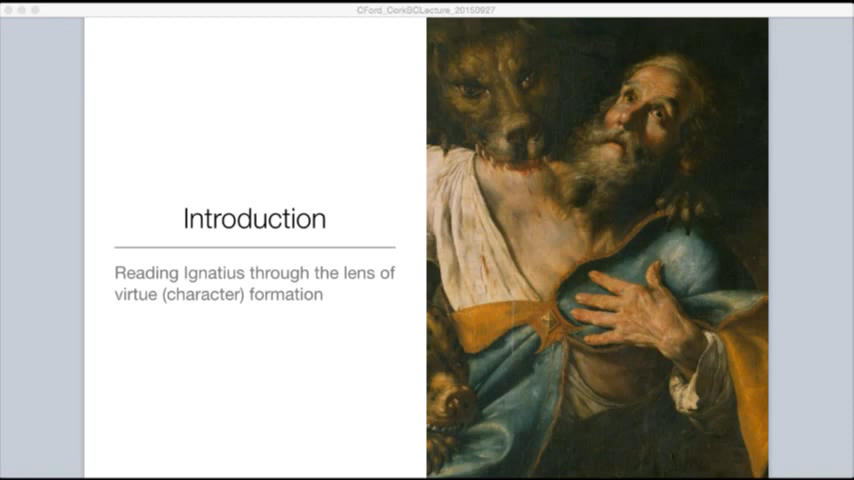 CFord_CorkBCLecture_20150927
Introduction
Reading Ignatius through the lens of
virtue (character) formation